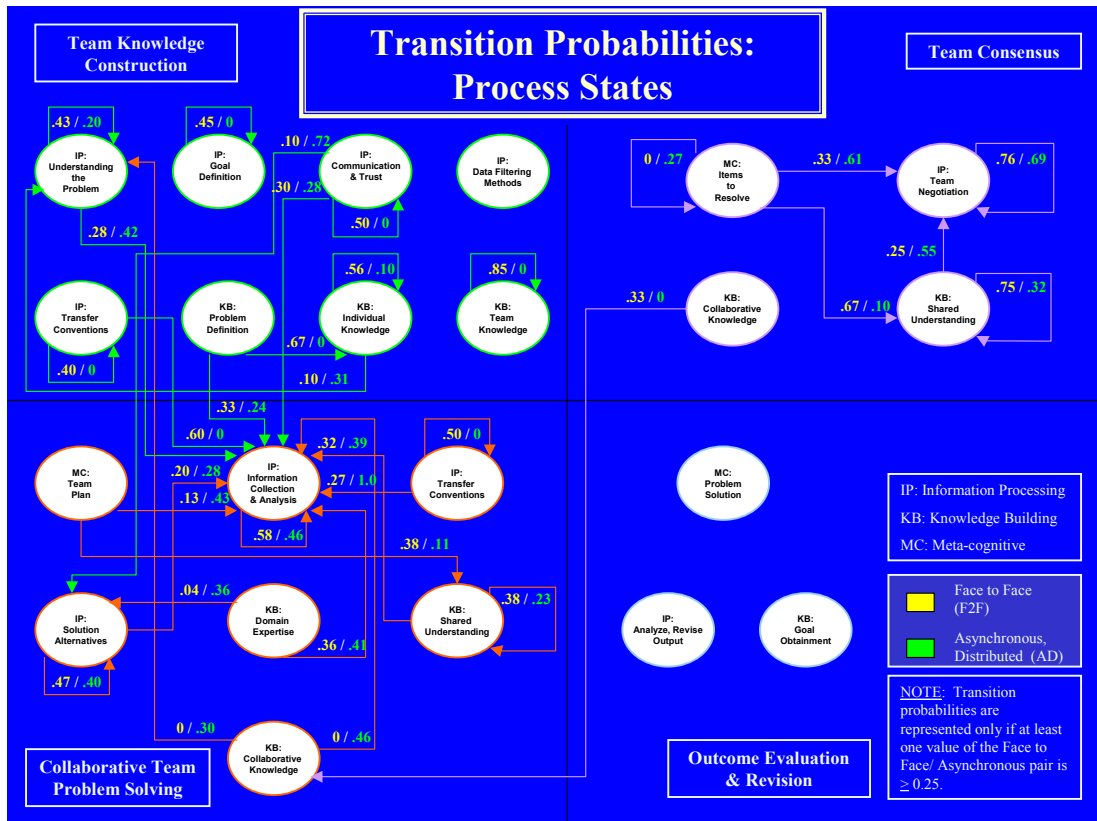 Team Knowledge
Construction
Transition Probabilities:
Process States
Team Consensus
.43 / .20
.45 / 0
.10 / .72
IP:
Understanding
the
Problem
IP:
Goal
Definition
IP:
Communication
& Trust
IP:
Data Filtering
Methods
.30 / .28
.50 / 0
.28 / .42
0 / .27
MC:
Items
to
Resolve
.33 / .61
IP:
Team
Negotiation
.76 / .69
.25 / .55
.56 / .10
.85 / 0
IP:
Transfer
Conventions
KB:
Problem
Definition
KB:
Individual
Knowledge
KB:
Team
Knowledge
.67 / 0
.40 / 0
.10 / .31
.33 / 0
KB:
Collaborative
Knowledge
.67 / .10
KB:
Shared
Understanding
.75 / .32
.33 / .24
.60 / 0
.32 / .39
.50 / 0
MC:
Team
Plan
.20 / .28
.13 / .43
IP:
Information
Collection
& Analysis
.27 / 1.0
IP:
Transfer
Conventions
.58 / .46
.38 / .11
.04 / .36
IP:
Solution
Alternatives
KB:
Domain
Expertise
.36 / .41
KB:
Shared
Understanding
.38 / .23
.47 / .40
0 / .30
0 / .46
KB:
Collaborative
Knowledge
Collaborative Team
Problem Solving
MC:
Problem
Solution
IP:
Analyze, Revise
Output
KB:
Goal
Obtainment
Outcome Evaluation
& Revision
IP: Information Processing
KB: Knowledge Building
MC: Meta-cognitive
Face to Face
(F2F)
Asynchronous,
Distributed (AD)
NOTE: Transition
probabilities are
represented only if at least
one value of the Face to
Face/ Asynchronous pair is
≥ 0.25.